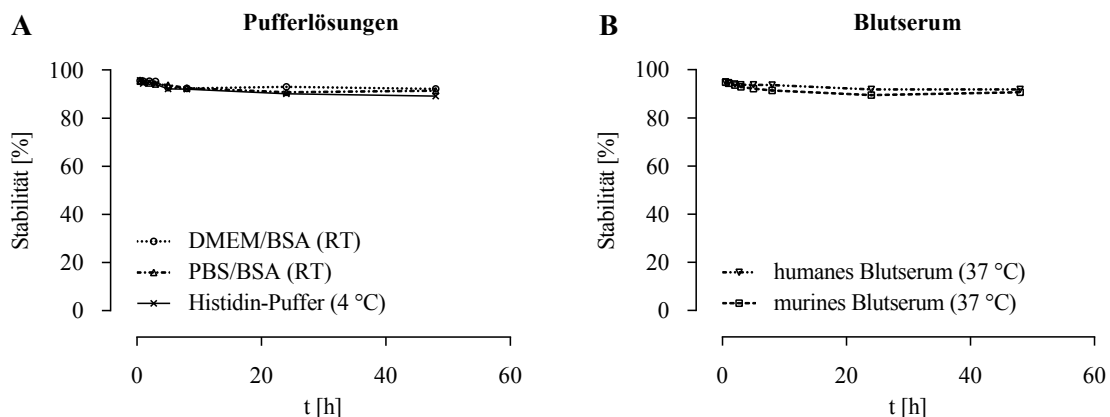 A
Pufferlösungen
Stabilität [%]
100
80
60
40
20
0
DMEM/BSA (RT)
PBS/BSA (RT)
Histidin-Puffer (4 °C)
0 20 40 60
t [h]
B
Blutserum
Stabilität [%]
100
80
60
40
20
0
humanes Blutserum (37 °C)
murines Blutserum (37 °C)
0 20 40 60
t [h]